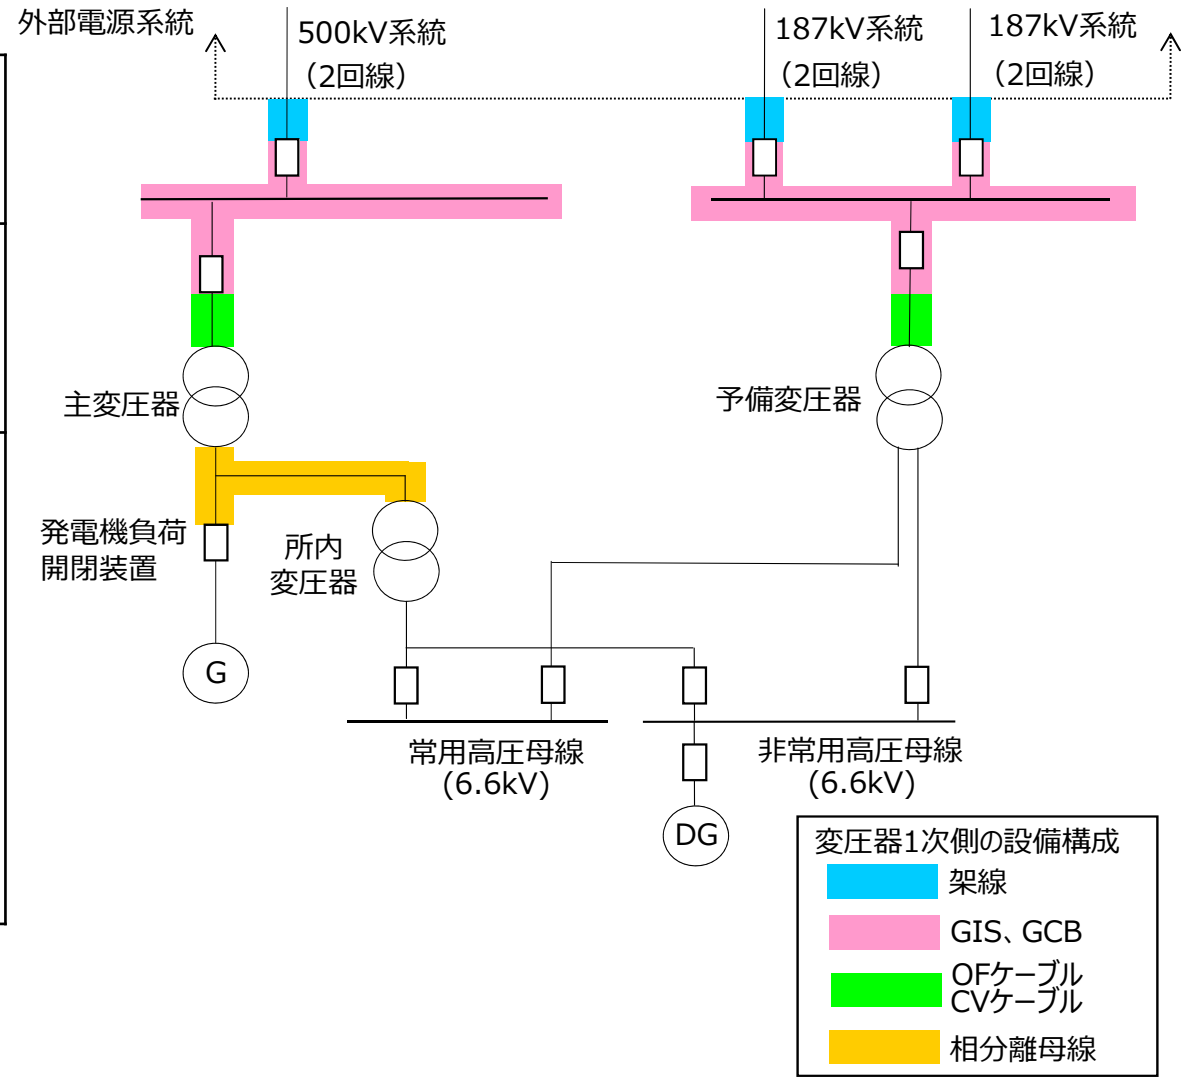 外部電源系統
500kV系統
（2回線）
187kV系統
（2回線）
187kV系統
（2回線）
主変圧器
予備変圧器
発電機負荷
開閉装置
所内
変圧器
G
常用高圧母線
(6.6kV)
非常用高圧母線
(6.6kV)
DG
変圧器1次側の設備構成
架線
GIS、GCB
OFケーブル
CVケーブル
相分離母線